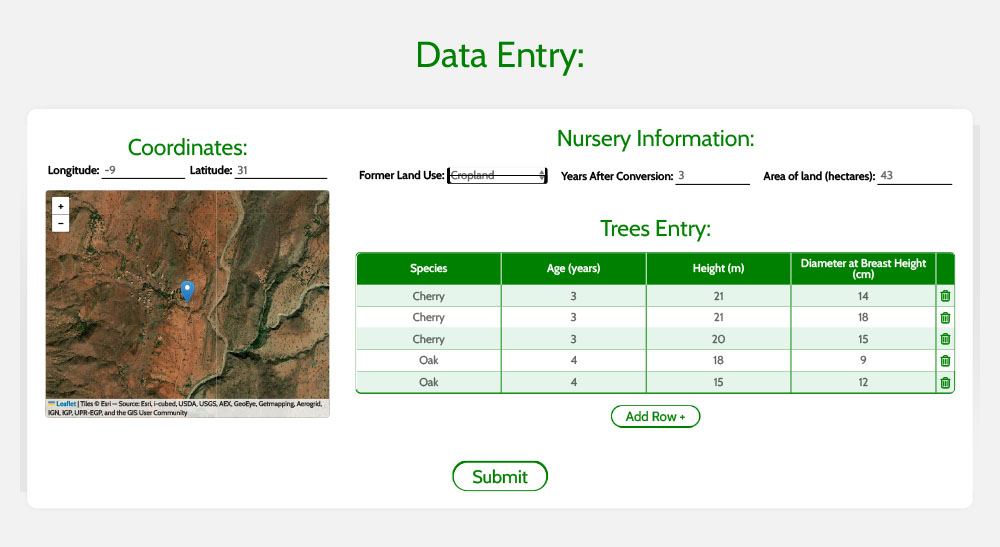 Data Entry:
Coordinates:
Longitude: -9 Latitude: 31
+
−
Leaflet | Tiles © Esri — Source: Esri, i-cubed, USDA, USGS, AEX, GeoEye, Getmapping, Aerogrid,
IGN, IGP, UPR-EGP, and the GIS User Community
Nursery Information:
Former Land Use: Cropland Years After Conversion: 3 Area of land (hectares): 43
Trees Entry:
Species Age (years) Height (m) Diameter at Breast Height
(cm)
Cherry 3 21 14
Cherry 3 21 18
Cherry 3 20 15
Oak 4 18 9
Oak 4 15 12
Add Row +
Submit